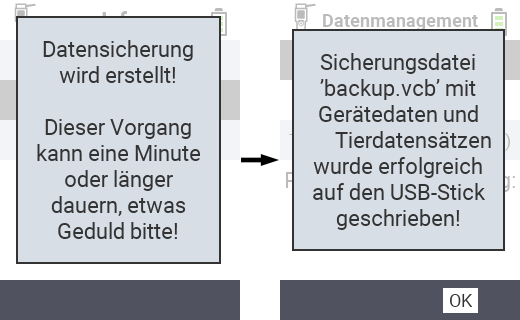 Datensicherung
wird erstellt!
Dieser Vorgang
kann eine Minute
oder länger
dauern, etwas
Geduld bitte!
Datenmanagement
Sicherungsdatei
'backup.vcb' mit
Gerätedaten und
Tierdatensätzen
wurde erfolgreich
auf den USB-Stick
geschrieben!
OK